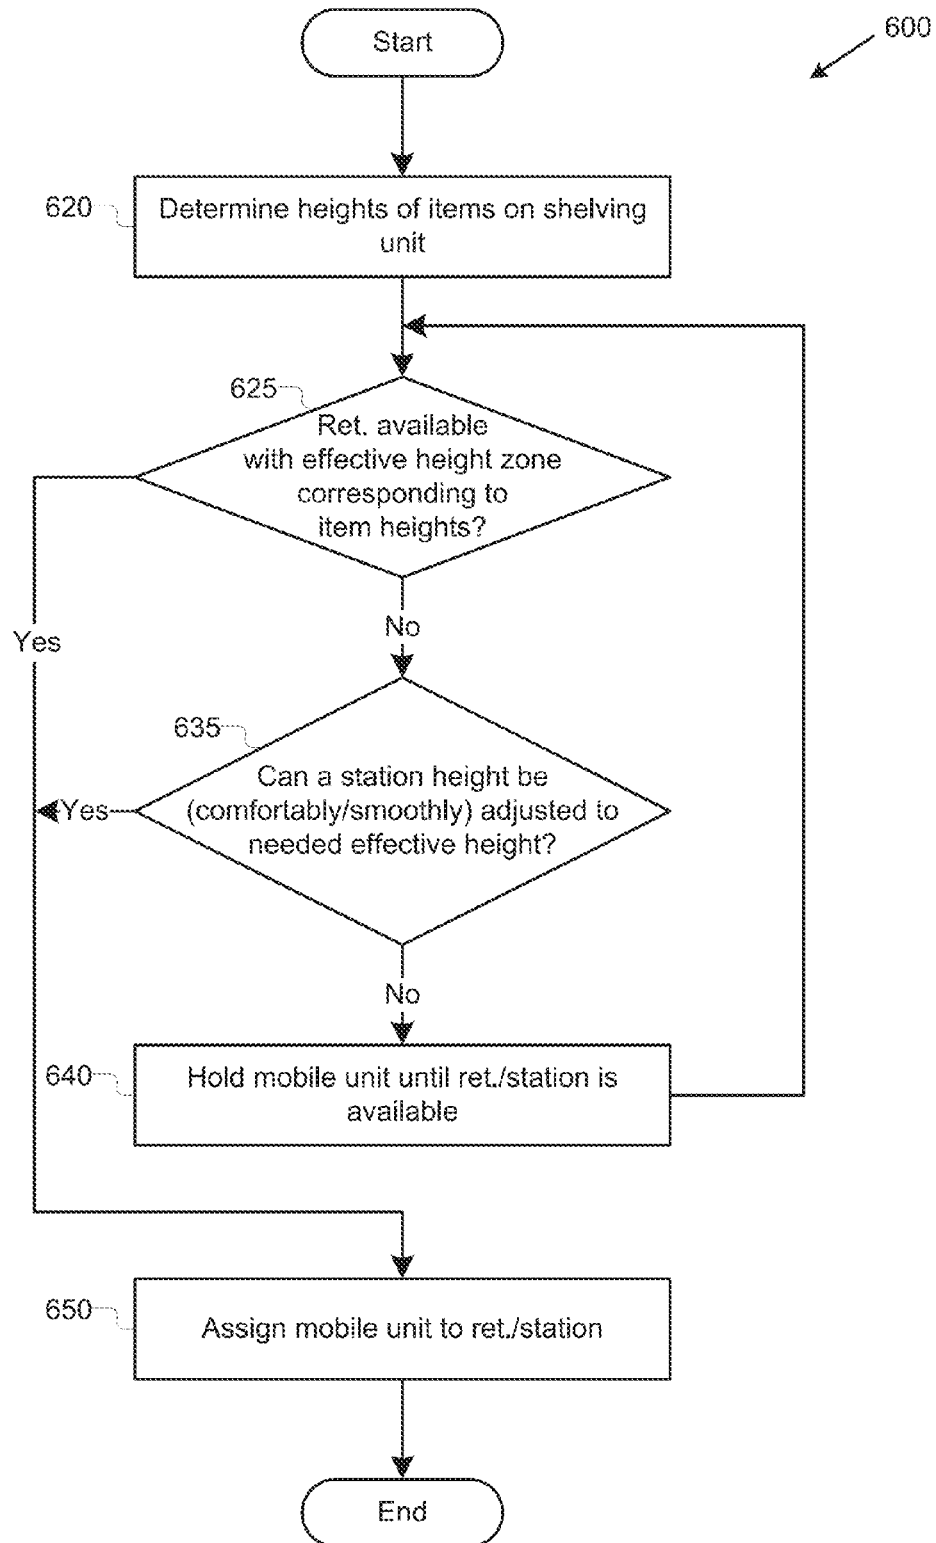 Start
600
620
Determine heights of items on shelving
unit
625
Ret. available
with effective height zone
corresponding to
item heights?
No
Yes
635
Can a station height be
(comfortably/smoothly) adjusted to
needed effective height?
Yes
No
640
Hold mobile unit until ret./station is
available
650
Assign mobile unit to ret./station
End